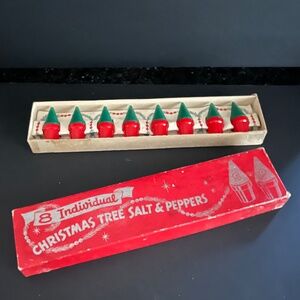 8 Individual
CHRISTMAS TREE SALT & PEPPERS